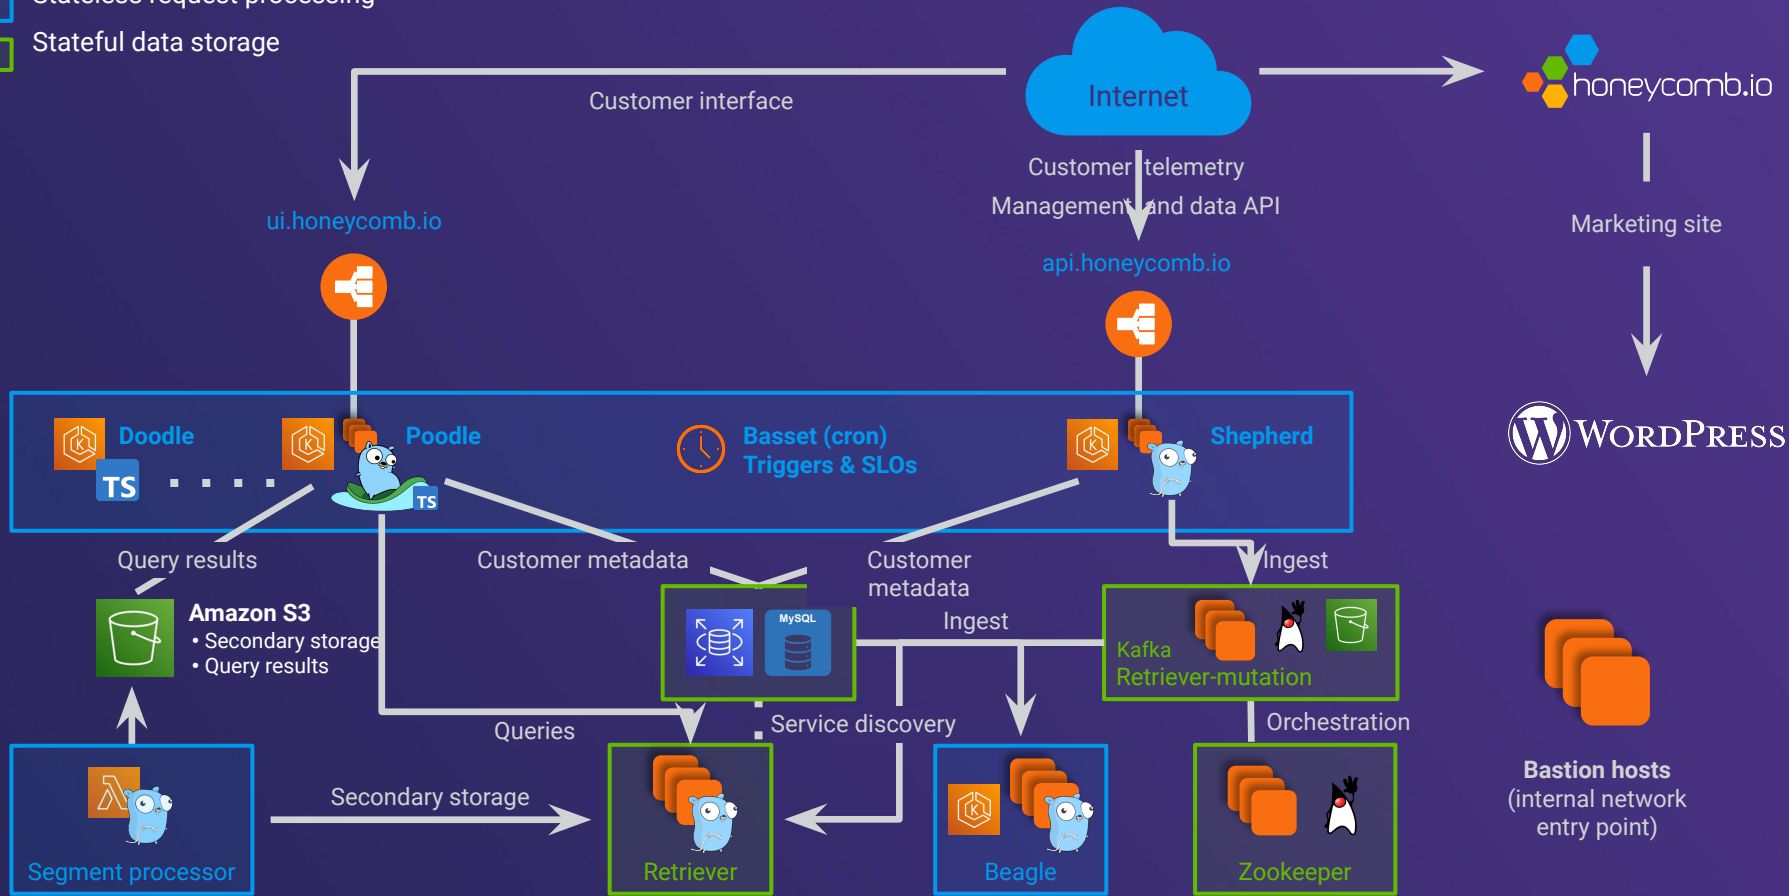 Stateless request processing
Stateful data storage
Internet
honeycomb.io
Customer interface
Customer telemetry
Management and data API
Marketing site
ui.honeycomb.io
api.honeycomb.io
WORDPRESS
Doodle
TS
Poodle
TS
Basset (cron)
Triggers & SLOs
Shepherd
Query results
Customer metadata
Customer
metadata
Ingest
Amazon S3
• Secondary storage
• Query results
MySQL
Ingest
Kafka
Retriever-mutation
Queries
Service discovery
Orchestration
Secondary storage
Segment processor
Retriever
Beagle
Zookeeper
Bastion hosts
(internal network
entry point)